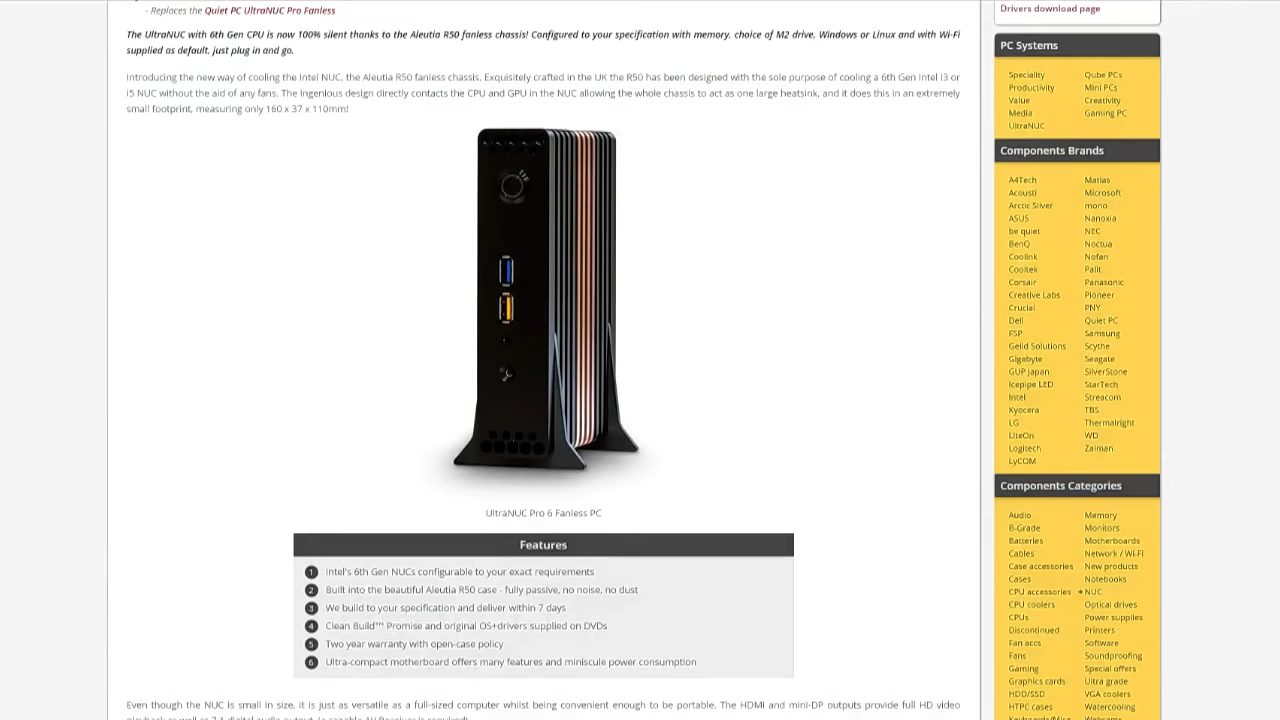 - Replaces the Quiet PC UltraNUC Pro Fanless
The UltraNUC with 6th Gen CPU is now 100% silent thanks to the Aleutia R50 fanless chassis! Configured to your specification with memory, choice of M2 drive, Windows or Linux and with Wi-Fi
supplied as default, just plug in and go.
Introducing the new way of cooling the Intel NUC, the Aleutia R50 fanless chassis. Exquisitely crafted in the UK the R50 has been designed with the sole purpose of cooling a 6th Gen Intel i3 or
i5 NUC without the aid of any fans. The ingenious design directly contacts the CPU and GPU in the NUC allowing the whole chassis to act as one large heatsink, and it does this in an extremely
small footprint, measuring only 160 x 37 x 110mm!
UltraNUC Pro 6 Fanless PC
Features
1 Intel's 6th Gen NUCs configurable to your exact requirements
2 Built into the beautiful Aleutia R50 case - fully passive, no noise, no dust
3 We build to your specification and deliver within 7 days
4 Clean Build™ Promise and original OS+drivers supplied on DVDs
5 Two year warranty with open-case policy
6 Ultra-compact motherboard offers many features and miniscule power consumption
Even though the NUC is small in size, it is just as versatile as a full-sized computer whilst being convenient enough to be portable. The HDMI and mini-DP outputs provide full HD video
Drivers download page
PC Systems
Speciality Qube PCs
Productivity Mini PCs
Value Creativity
Media Gaming PC
UltraNUC
Components Brands
A4Tech Matias
Acousti Microsoft
Arctic Silver mono
ASUS Nanoxia
be quiet NEC
BenQ Noctua
Coolink Nofan
Cooltek Palit
Corsair Panasonic
Creative Labs Pioneer
Crucial PNY
Dell Quiet PC
FSP Samsung
Gelid Solutions Scythe
Gigabyte Seagate
GUP Japan SilverStone
Icepipe LED StarTech
Intel Streacom
Kyocera TBS
LG Thermalright
LiteOn WD
Logitech Zalman
LyCOM
Components Categories
Audio Memory
B-Grade Monitors
Batteries Motherboards
Cables Network / Wi-Fi
Case accessories New products
Cases Notebooks
CPU accessories NUC
CPU coolers Optical drives
CPUs Power supplies
Discontinued Printers
Fan accs Software
Fans Soundproofing
Gaming Special offers
Graphics cards Ultra grade
HDD/SSD VGA coolers
HTPC cases Watercooling